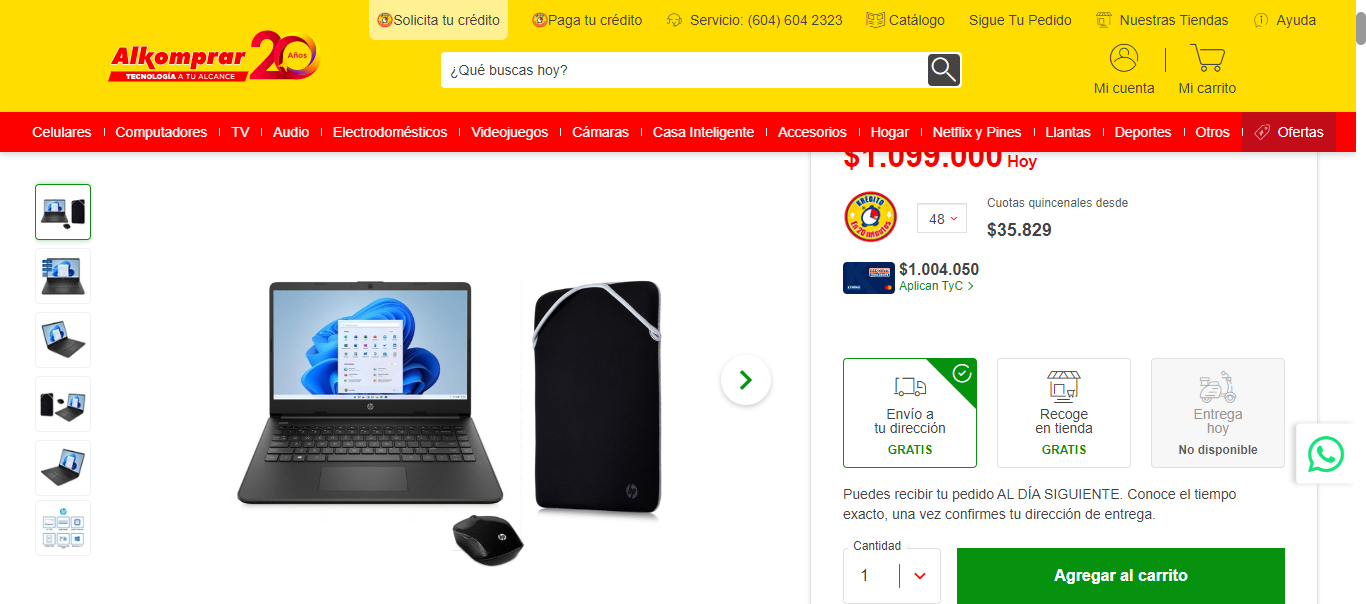 Solicita tu crédito
Paga tu crédito
Servicio: (604) 604 2323
Catálogo
Sigue Tu Pedido
Nuestras Tiendas
Ayuda
Alkomprar 20 Años
TECNOLOGÍA A TU ALCANCE
¿Qué buscas hoy?
Mi cuenta
Mi carrito
Celulares
Computadores
TV
Audio
Electrodomésticos
Videojuegos
Cámaras
Casa Inteligente
Accesorios
Hogar
Netflix y Pines
Llantas
Deportes
Otros
Ofertas
$1.099.000 Hoy
KREDITO
En 20 minutos
48
Cuotas quincenales desde
$35.829
$1.004.050
Aplican TyC >
Envío a
tu dirección
GRATIS
Recoge
en tienda
GRATIS
Entrega
hoy
No disponible
Puedes recibir tu pedido AL DÍA SIGUIENTE. Conoce el tiempo
exacto, una vez confirmes tu dirección de entrega.
Cantidad
1
Agregar al carrito